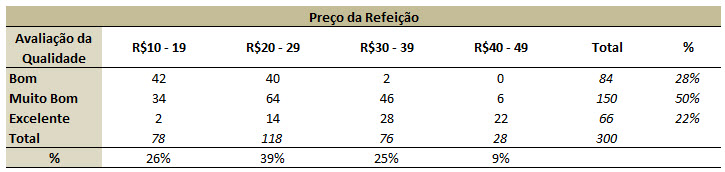 Preço da Refeição
Avaliação da Qualidade R$10 - 19 R$20 - 29 R$30 - 39 R$40 - 49 Total %
Bom 42 40 2 0 84 28%
Muito Bom 34 64 46 6 150 50%
Excelente 2 14 28 22 66 22%
Total 78 118 76 28 300
% 26% 39% 25% 9%